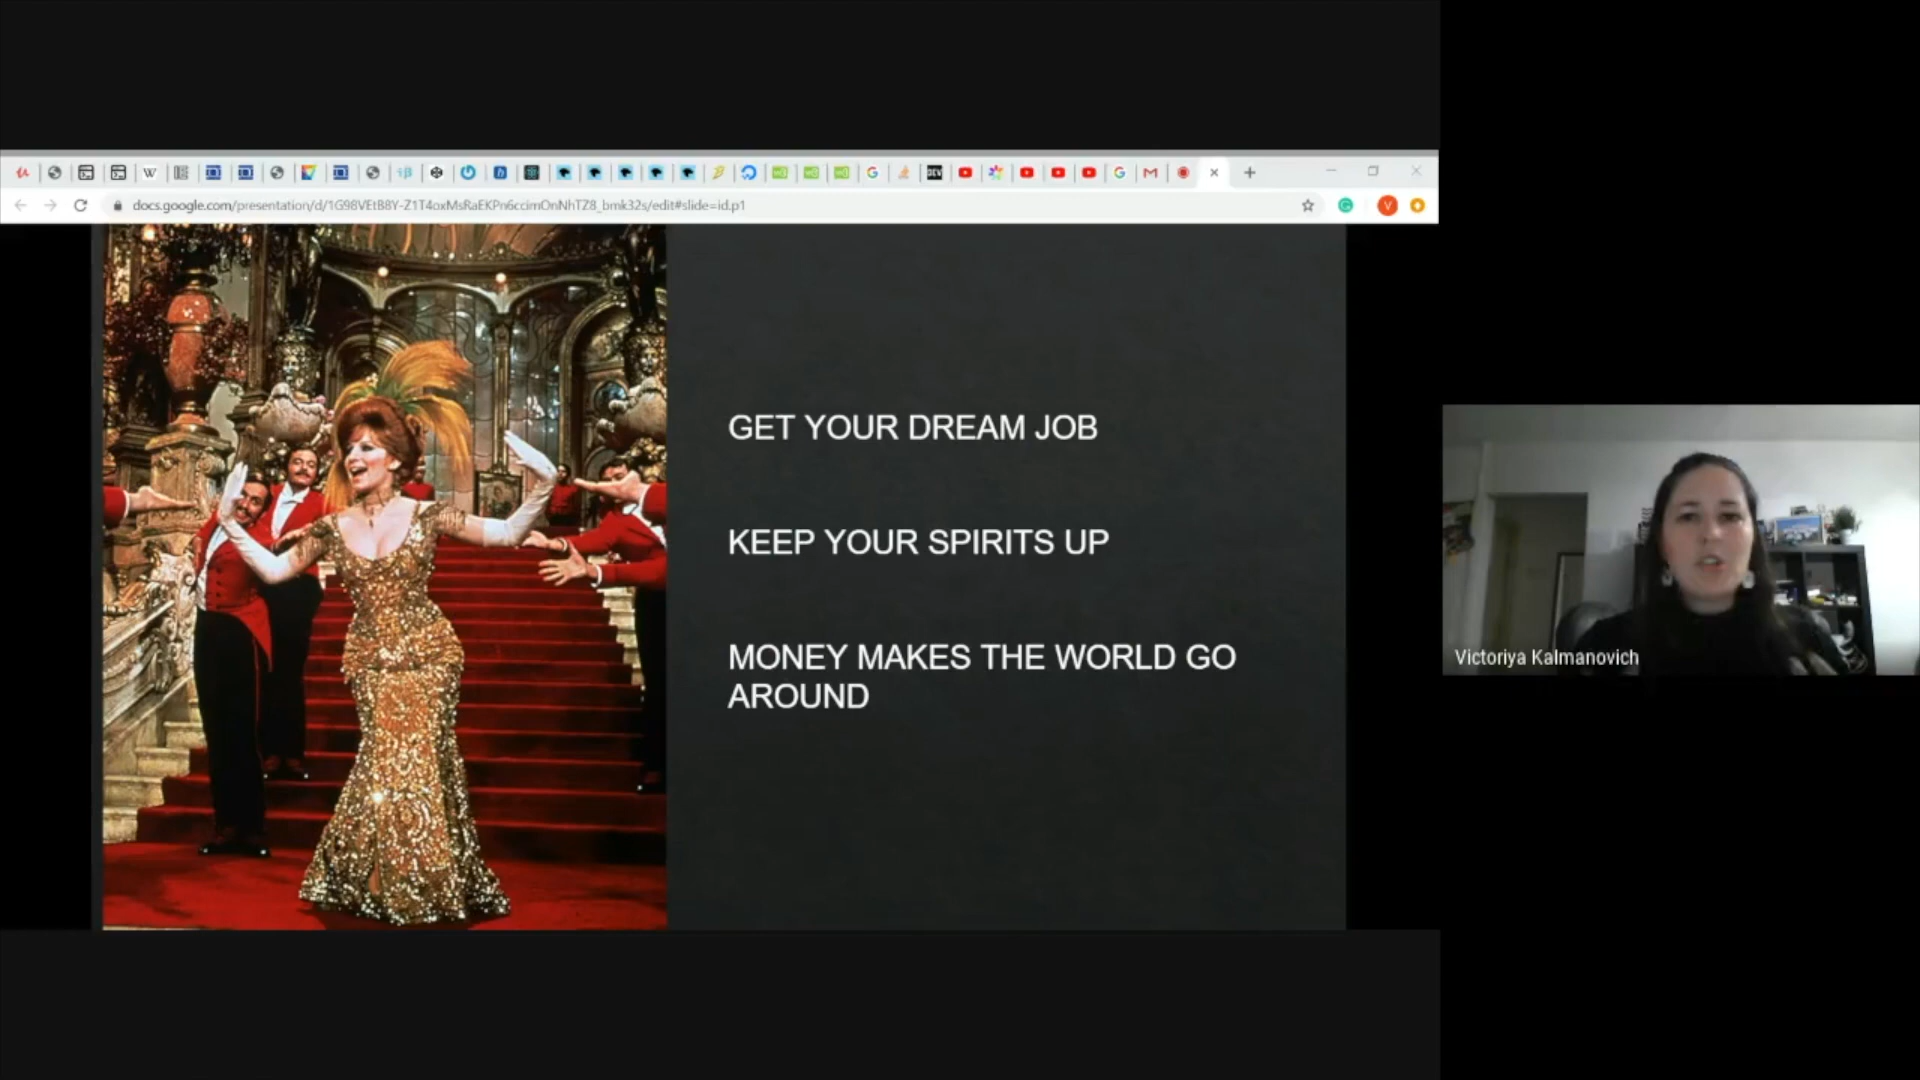 docs.google.com/presentation/d/1G98VEtB8Y-Z1T4oxMsRaEKPn6ccimOnNhTZ8_bmk32s/edit#slide=id.p1
GET YOUR DREAM JOB
KEEP YOUR SPIRITS UP
MONEY MAKES THE WORLD GO
AROUND
Victoriya Kalmanovich